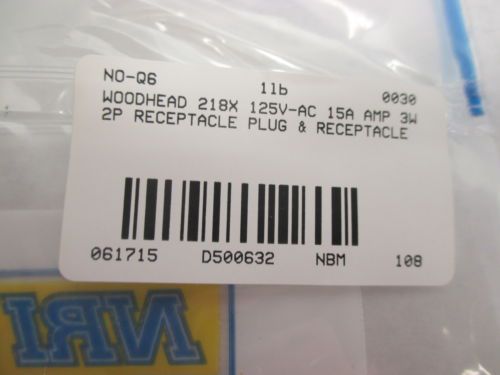 NO-Q6 1lb 0030
WOODHEAD 218X 125V-AC 15A AMP 3W
2P RECEPTACLE PLUG & RECEPTACLE
061715 D500632 NBM 108
NRI